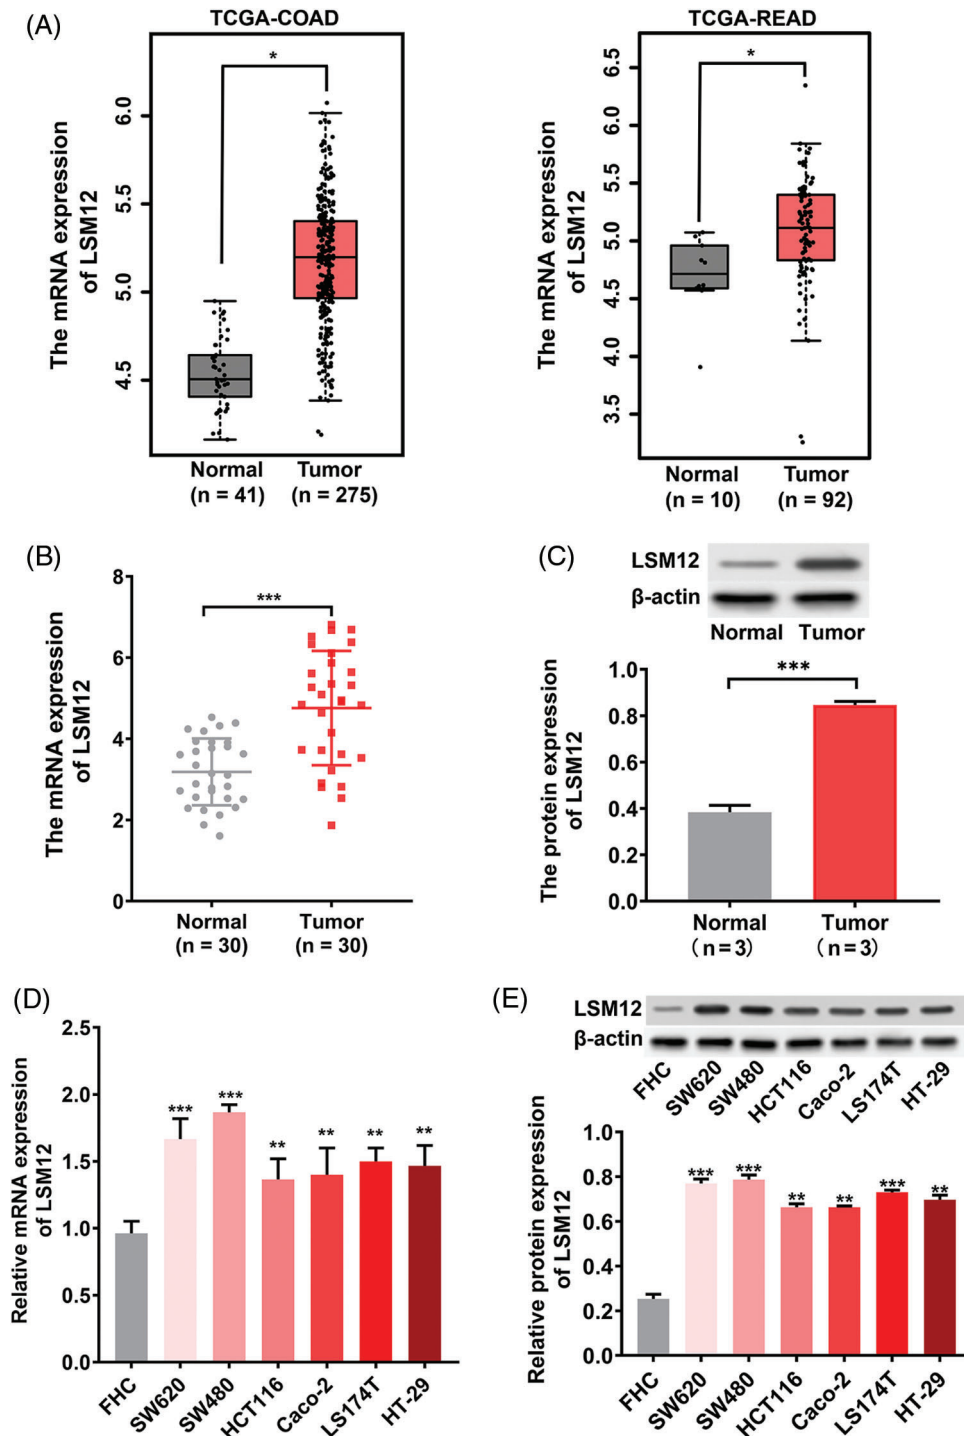 (A)
TCGA-COAD
The mRNA expression
of LSM12
6.0
5.5
5.0
4.5
*
Normal
(n = 41)
Tumor
(n = 275)
TCGA-READ
The mRNA expression
of LSM12
6.5
6.0
5.5
5.0
4.5
4.0
3.5
*
Normal
(n = 10)
Tumor
(n = 92)
(B)
The mRNA expression
of LSM12
8
6
4
2
0
***
Normal
(n = 30)
Tumor
(n = 30)
(C)
LSM12
β-actin
Normal Tumor
The protein expression
of LSM12
1.0
0.8
0.6
0.4
0.2
0.0
***
Normal
(n=3)
Tumor
(n=3)
(D)
Relative mRNA expression
of LSM12
2.5
2.0
1.5
1.0
0.5
0.0
***
***
**
**
**
**
FHC
SW620
SW480
HCT116
Caco-2
LS174T
HT-29
(E)
LSM12
β-actin
FHC
SW620
SW480
HCT116
Caco-2
LS174T
HT-29
Relative protein expression
of LSM12
1.0
0.8
0.6
0.4
0.2
0.0
***
***
**
**
***
**
FHC
SW620
SW480
HCT116
Caco-2
LS174T
HT-29